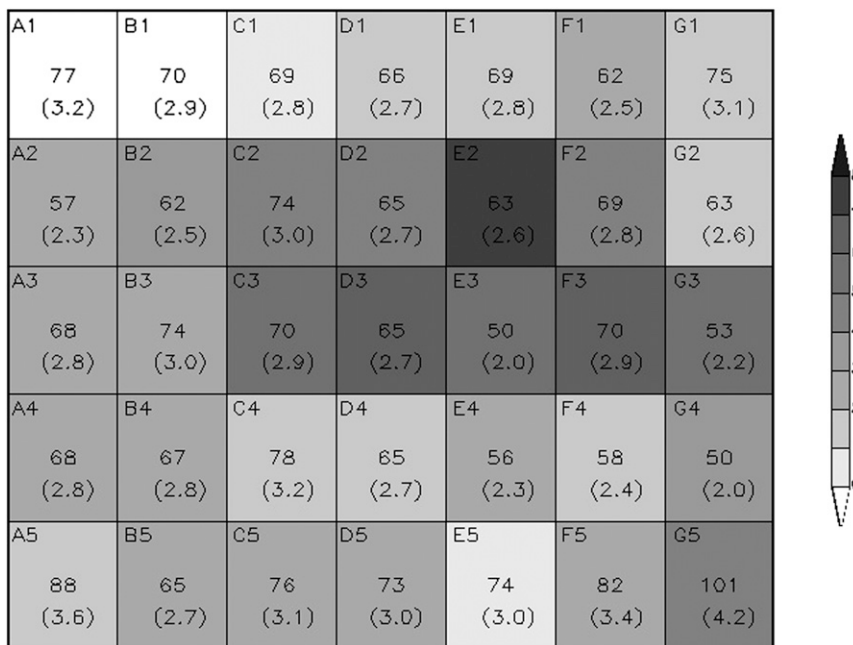 A1 B1 C1 D1 E1 F1 G1
77 70 69 66 69 62 75
(3.2) (2.9) (2.8) (2.7) (2.8) (2.5) (3.1)
A2 B2 C2 D2 E2 F2 G2
57 62 74 65 63 69 63
(2.3) (2.5) (3.0) (2.7) (2.6) (2.8) (2.6)
A3 B3 C3 D3 E3 F3 G3
68 74 70 65 50 70 53
(2.8) (3.0) (2.9) (2.7) (2.0) (2.9) (2.2)
A4 B4 C4 D4 E4 F4 G4
68 67 78 65 56 58 50
(2.8) (2.8) (3.2) (2.7) (2.3) (2.4) (2.0)
A5 B5 C5 D5 E5 F5 G5
88 65 76 73 74 82 101
(3.6) (2.7) (3.1) (3.0) (3.0) (3.4) (4.2)